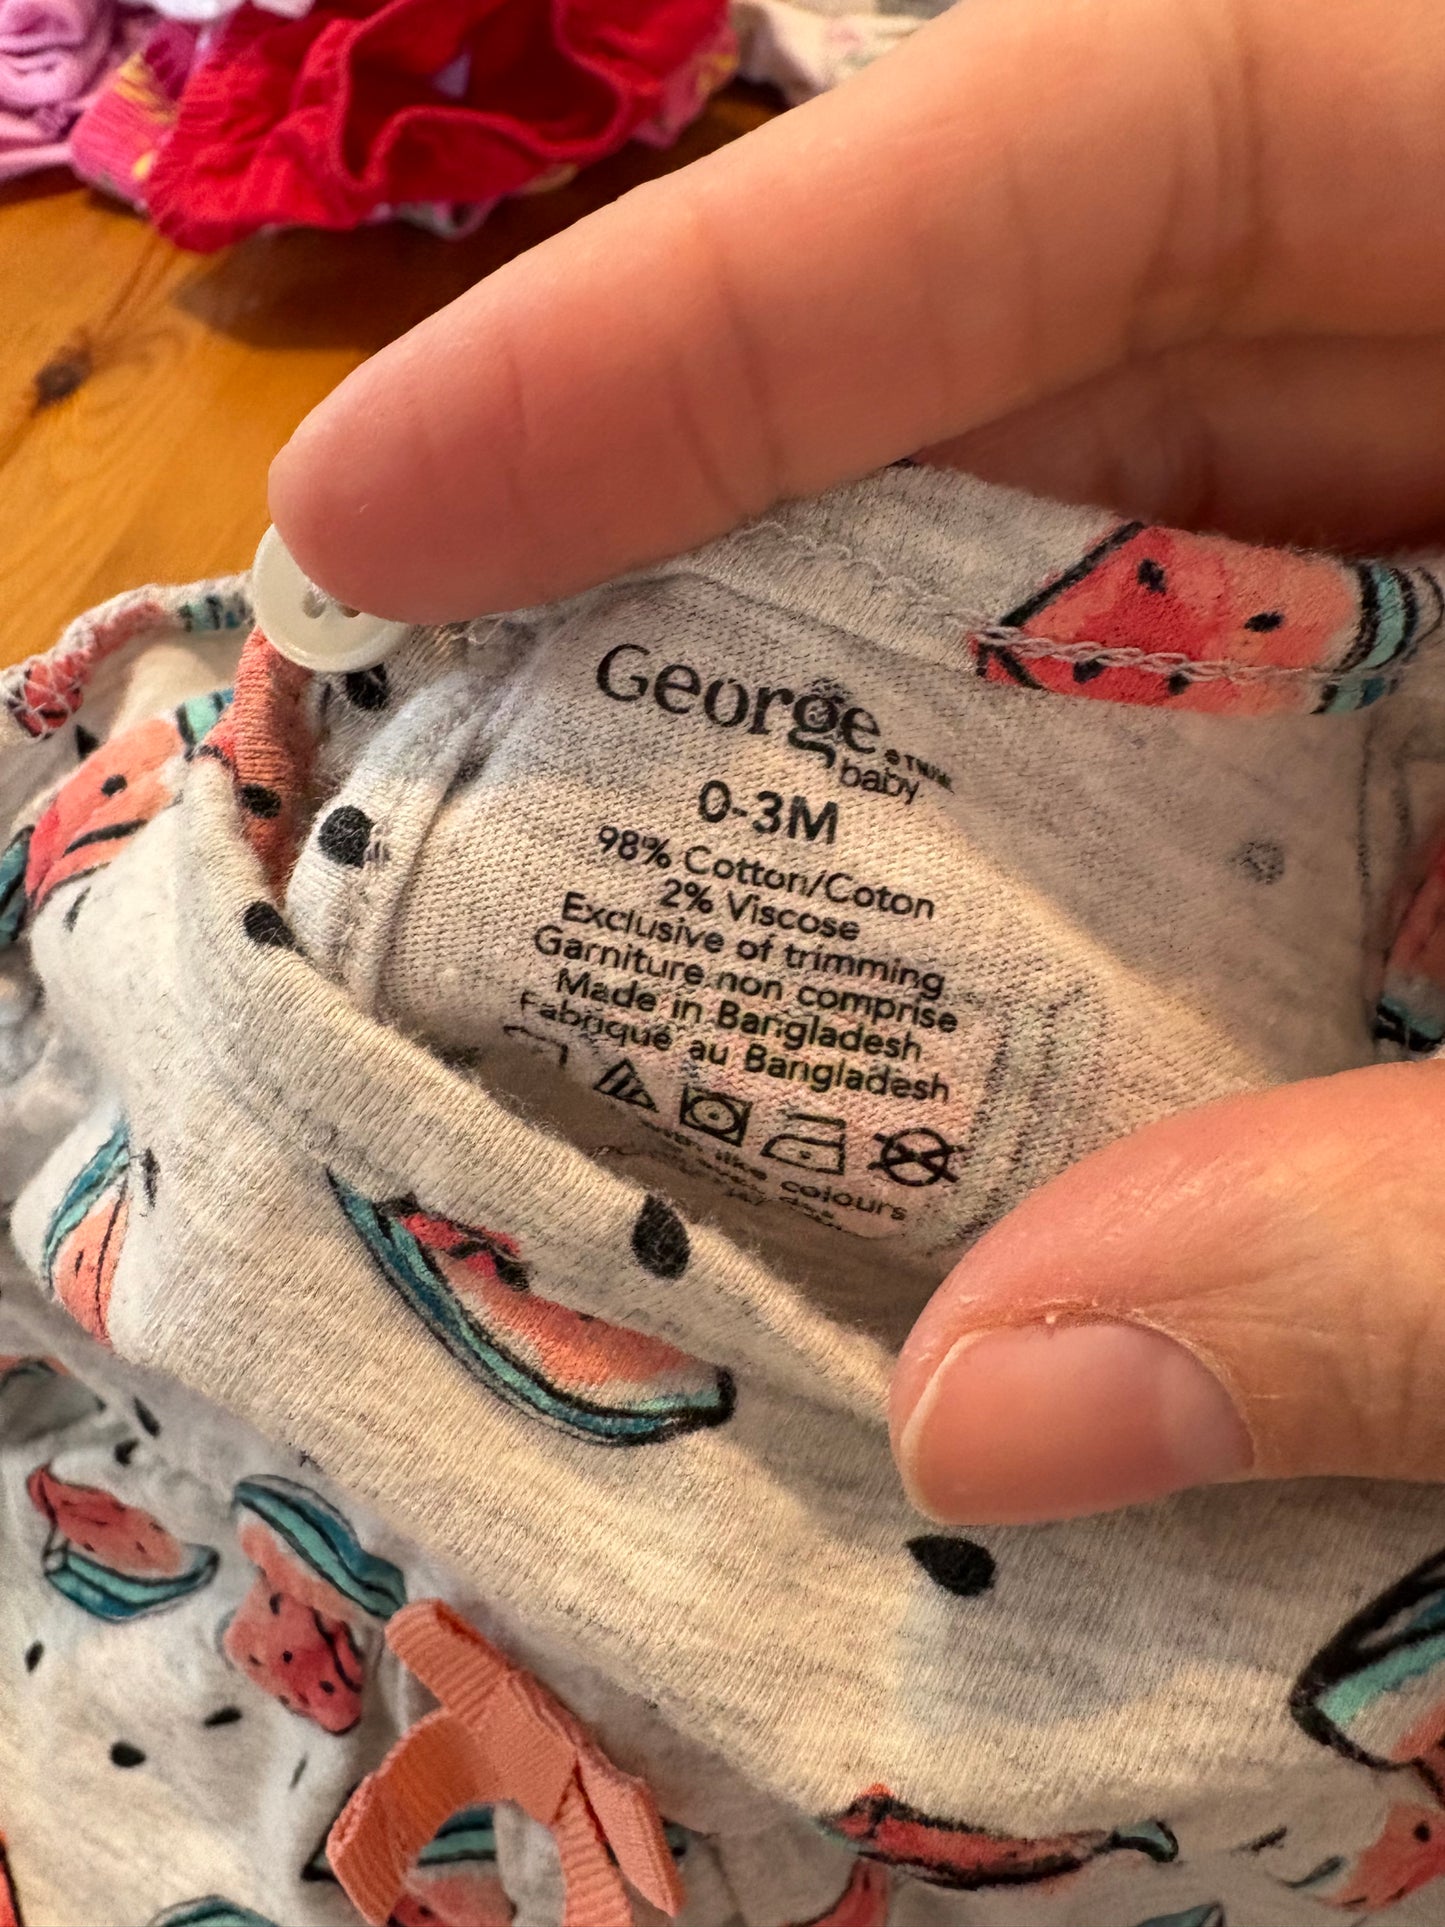 George.
baby
0-3M
98% Cotton/Coton
2% Viscose
Exclusive of trimming
Garniture non comprise
Made in Bangladesh
Fabriqué au Bangladesh
like colours